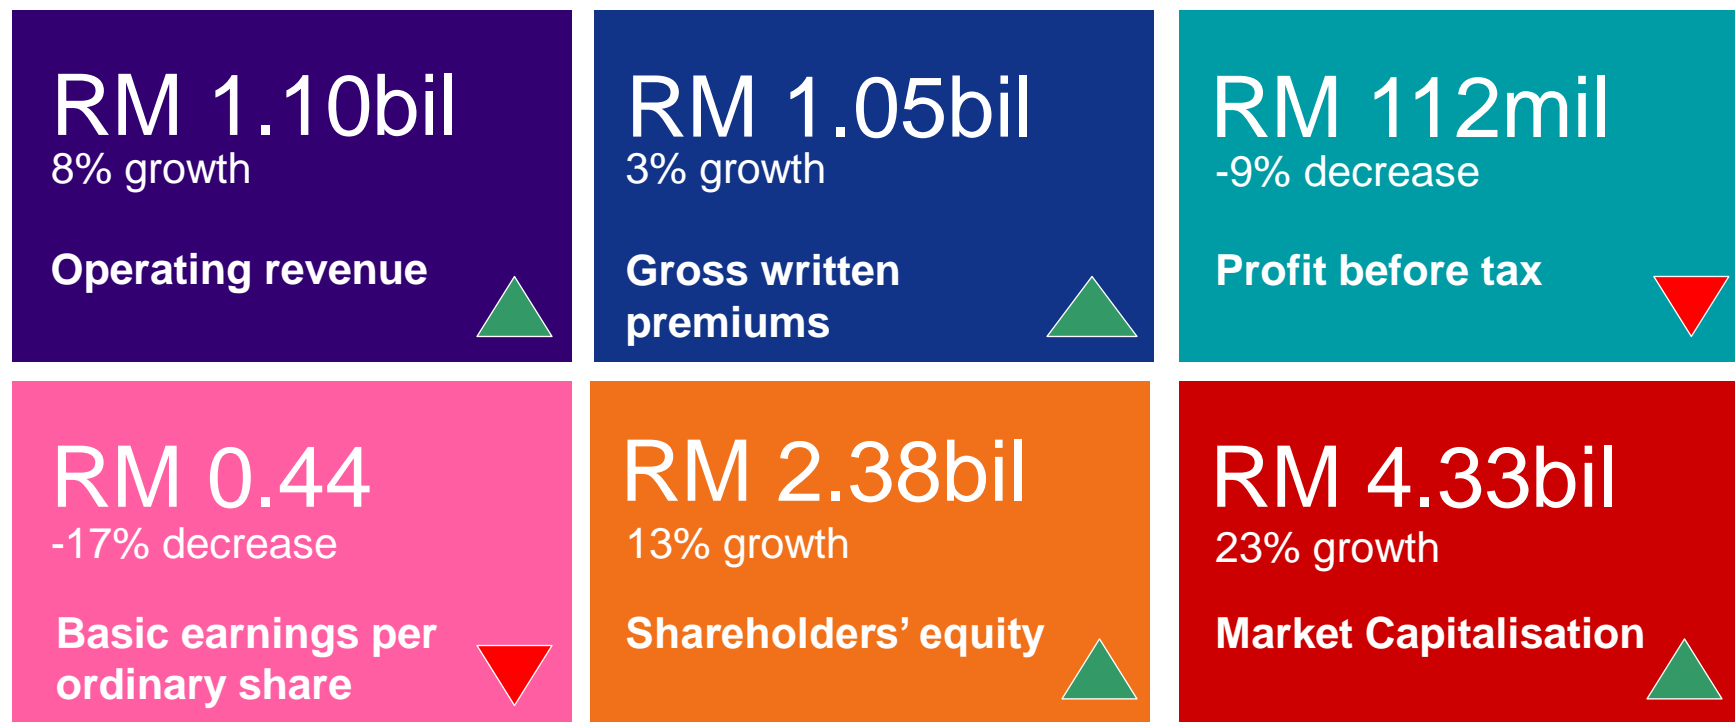 RM 1.10bil
8% growth
Operating revenue
RM 1.05bil
3% growth
Gross written
premiums
RM 112mil
-9% decrease
Profit before tax
RM 0.44
-17% decrease
Basic earnings per
ordinary share
RM 2.38bil
13% growth
Shareholders’ equity
RM 4.33bil
23% growth
Market Capitalisation